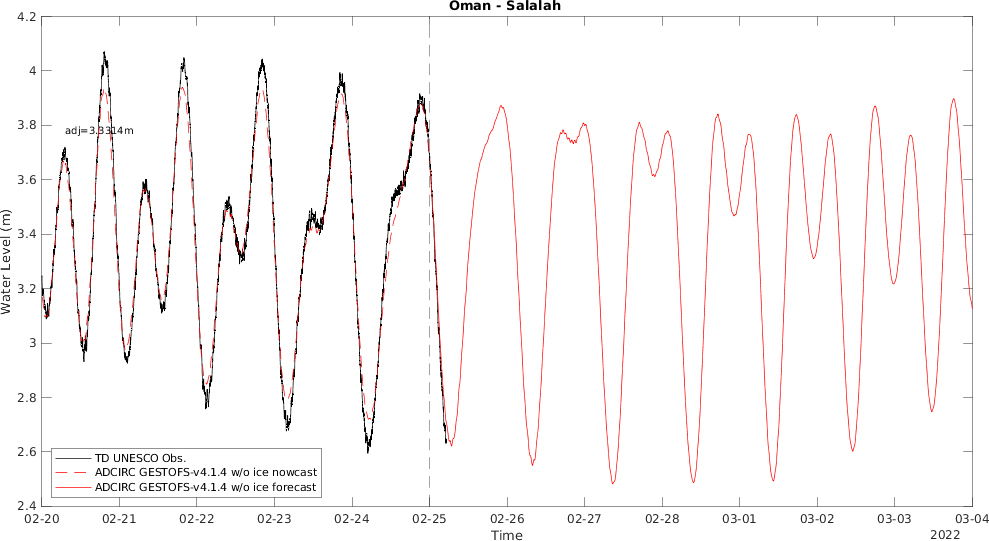 Oman - Salalah
4.2
4
3.8
3.6
3.4
3.2
3
2.8
2.6
2.4
Water Level (m)
adj=3.3314m
TD UNESCO Obs.
ADCIRC GESTOFS-v4.1.4 w/o ice nowcast
ADCIRC GESTOFS-v4.1.4 w/o ice forecast
02-20 02-21 02-22 02-23 02-24 02-25 02-26 02-27 02-28 03-01 03-02 03-03 03-04
Time
2022